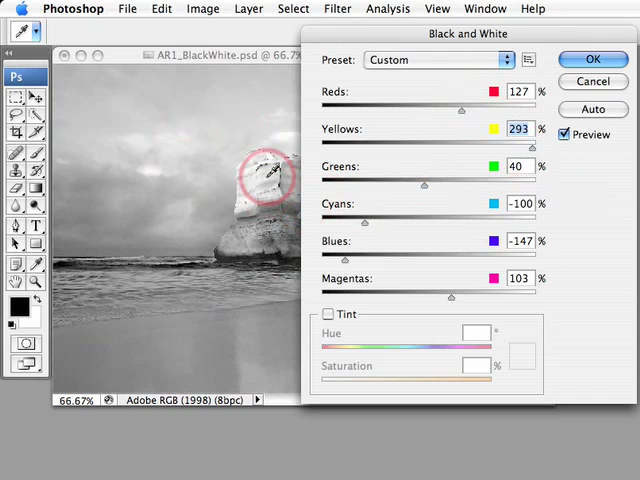 Photoshop File Edit Image Layer Select Filter Analysis View Window Help
Black and White
AR1_BlackWhite.psd @ 66.7%
Preset: Custom OK
Ps
Cancel
Reds: 127
Auto
Yellows: 293 %
Preview
Greens: 40 %
Cyans: -100 %
Blues: -147 %
Magentas: 103 %
Tint
Hue °
Saturation %
66.67% Adobe RGB (1998) (8bpc)